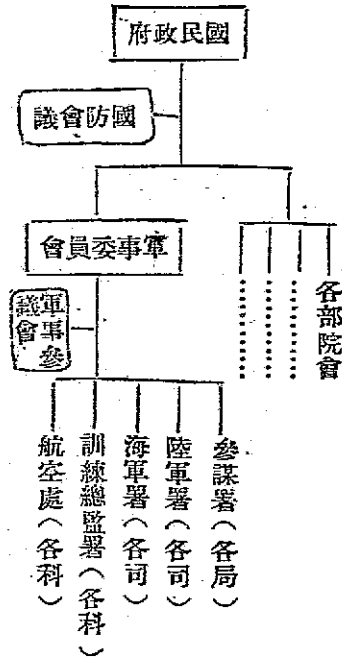 國民政府
國防會議
軍事委員會
各部院會
………
………
………
軍事參
議會
參謀署（各局）
陸軍署（各司）
海軍署（各司）
訓練總監署（各科）
航空處（各科）